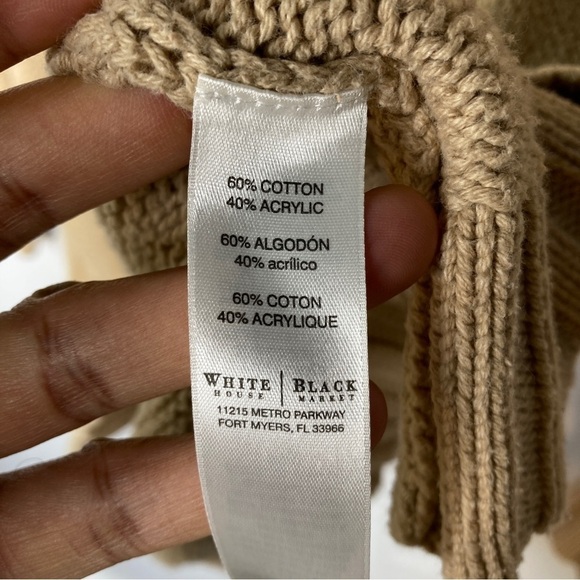 60% COTTON
40% ACRYLIC
60% ALGODÓN
40% acrílico
60% COTON
40% ACRYLIQUE
WHITE | BLACK
HOUSE | MARKET
11215 METRO PARKWAY
FORT MYERS, FL 33966